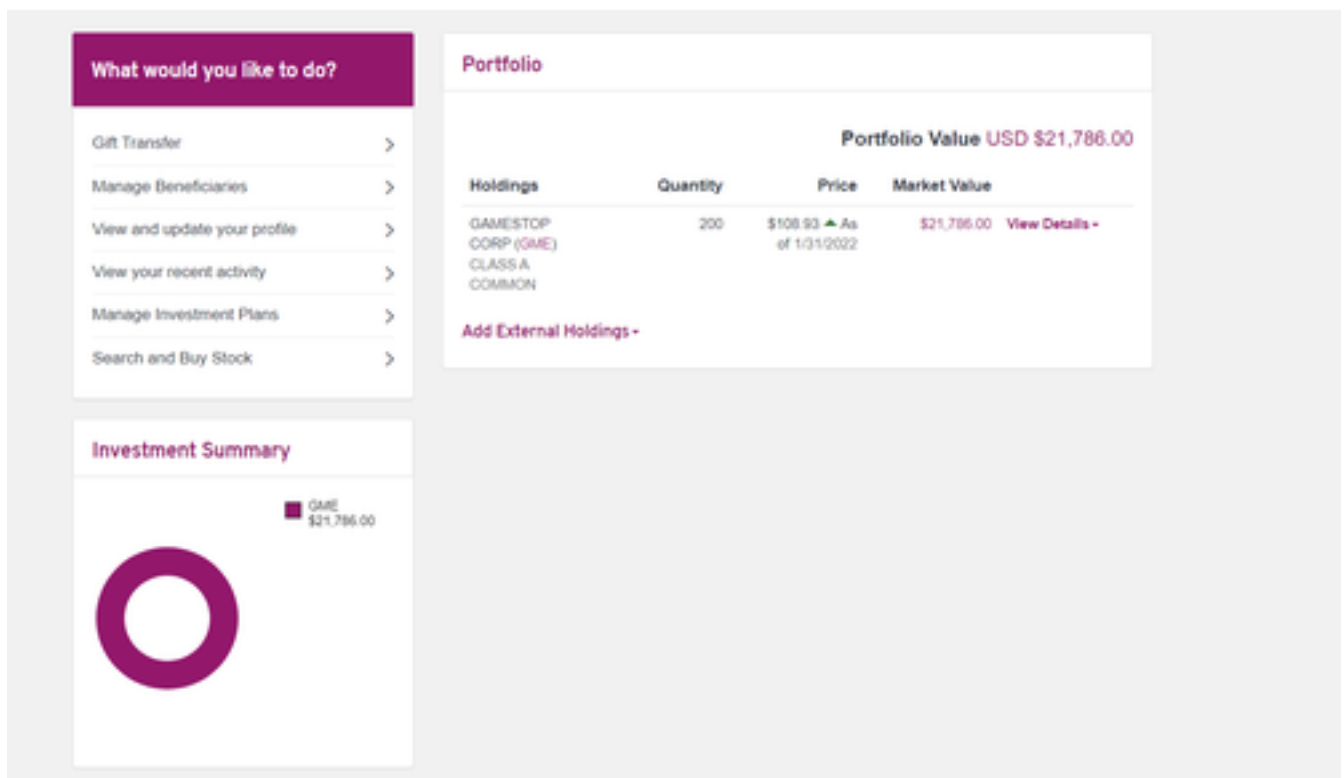 What would you like to do?
Gift Transfer
Manage Beneficiaries
View and update your profile
View your recent activity
Manage Investment Plans
Search and Buy Stock
Portfolio
Portfolio Value USD $21,786.00
Holdings Quantity Price Market Value
GAMESTOP 200 $108.93 ▲ As $21,786.00 View Details
CORP (GME) of 1/31/2022
CLASS A
COMMON
Add External Holdings
Investment Summary
GME
$21,786.00